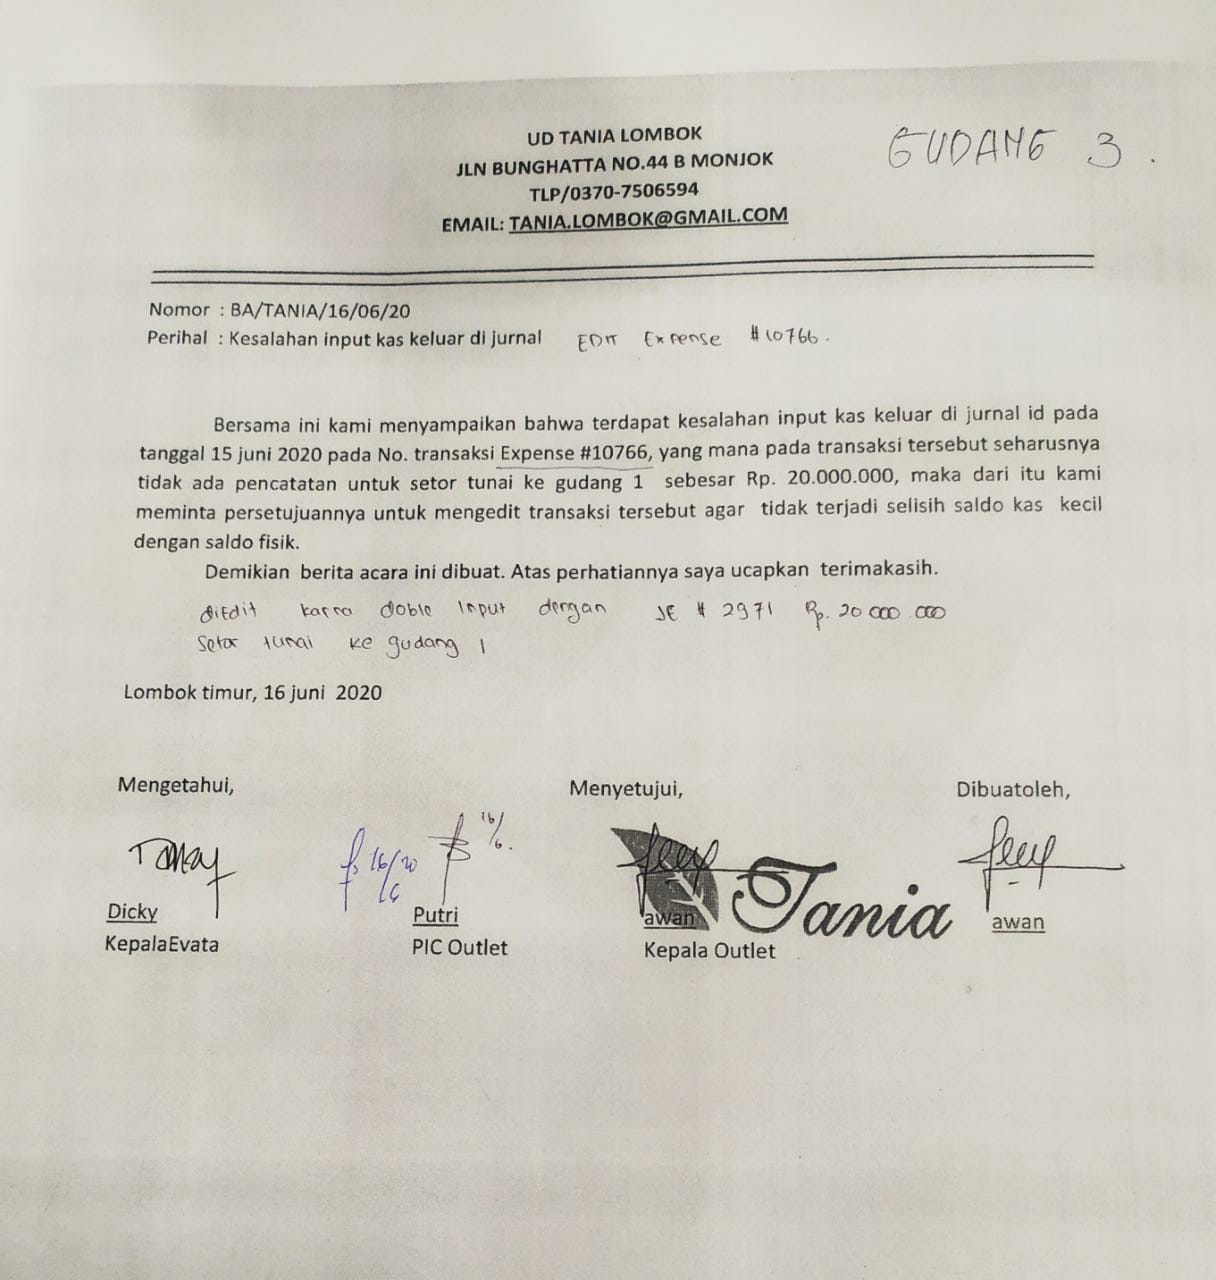 UD TANIA LOMBOK
GUDANG 3.
JLN BUNGHATTA NO.44 B MONJOK
TLP/0370-7506594
EMAIL: TANIA.LOMBOK@GMAIL.COM
Nomor : BA/TANIA/16/06/20
Perihal : Kesalahan input kas keluar di jurnal EDIT Expense #10766.
Bersama ini kami menyampaikan bahwa terdapat kesalahan input kas keluar di jurnal id pada
tanggal 15 juni 2020 pada No. transaksi Expense #10766, yang mana pada transaksi tersebut seharusnya
tidak ada pencatatan untuk setor tunai ke gudang 1 sebesar Rp. 20.000.000, maka dari itu kami
meminta persetujuannya untuk mengedit transaksi tersebut agar tidak terjadi selisih saldo kas kecil
dengan saldo fisik.
Demikian berita acara ini dibuat. Atas perhatiannya saya ucapkan terimakasih.
diEdit karna doble Input dengan JE # 2971 Rp. 20 000 .000
Setor tunai ke gudang 1
Lombok timur, 16 juni 2020
Mengetahui, Menyetujui, Dibuatoleh,
16/6/20 16/6.
Tania
Dicky Putri awan awan
KepalaEvata PIC Outlet Kepala Outlet